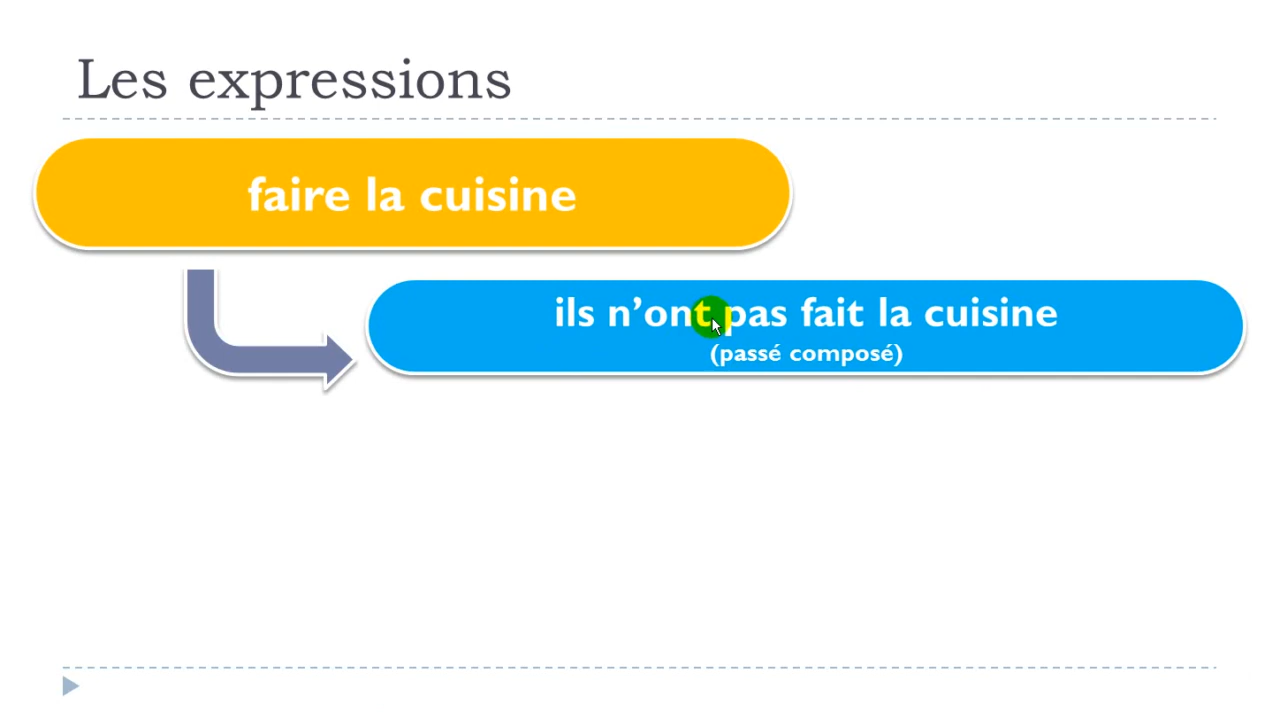 Les expressions
faire la cuisine
ils n’ont pas fait la cuisine
(passé composé)